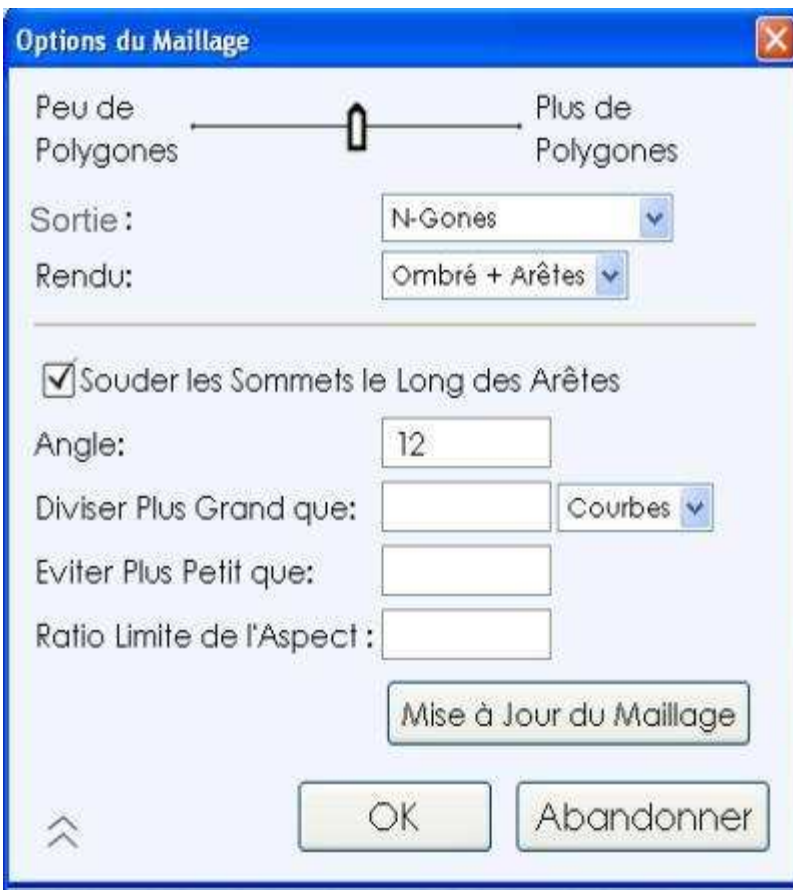 Options du Maillage
Peu de Polygones
Plus de Polygones
Sortie :
N-Gones
Rendu:
Ombré + Arêtes
Souder les Sommets le Long des Arêtes
Angle:
12
Diviser Plus Grand que:
Courbes
Eviter Plus Petit que:
Ratio Limite de l'Aspect :
Mise à Jour du Maillage
OK
Abandonner